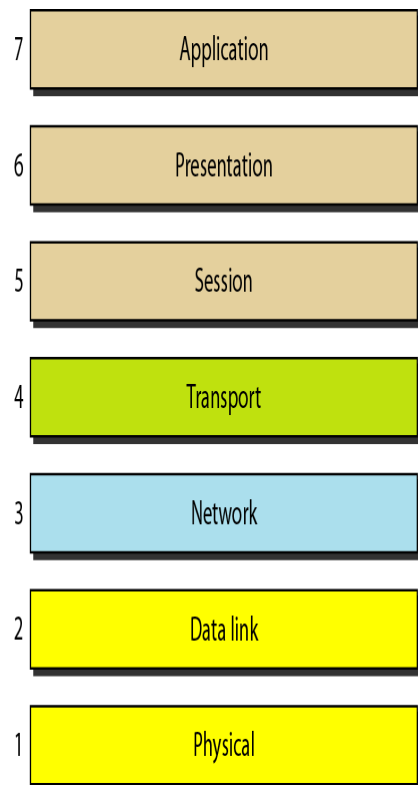 7 Application
6 Presentation
5 Session
4 Transport
3 Network
2 Data link
1 Physical